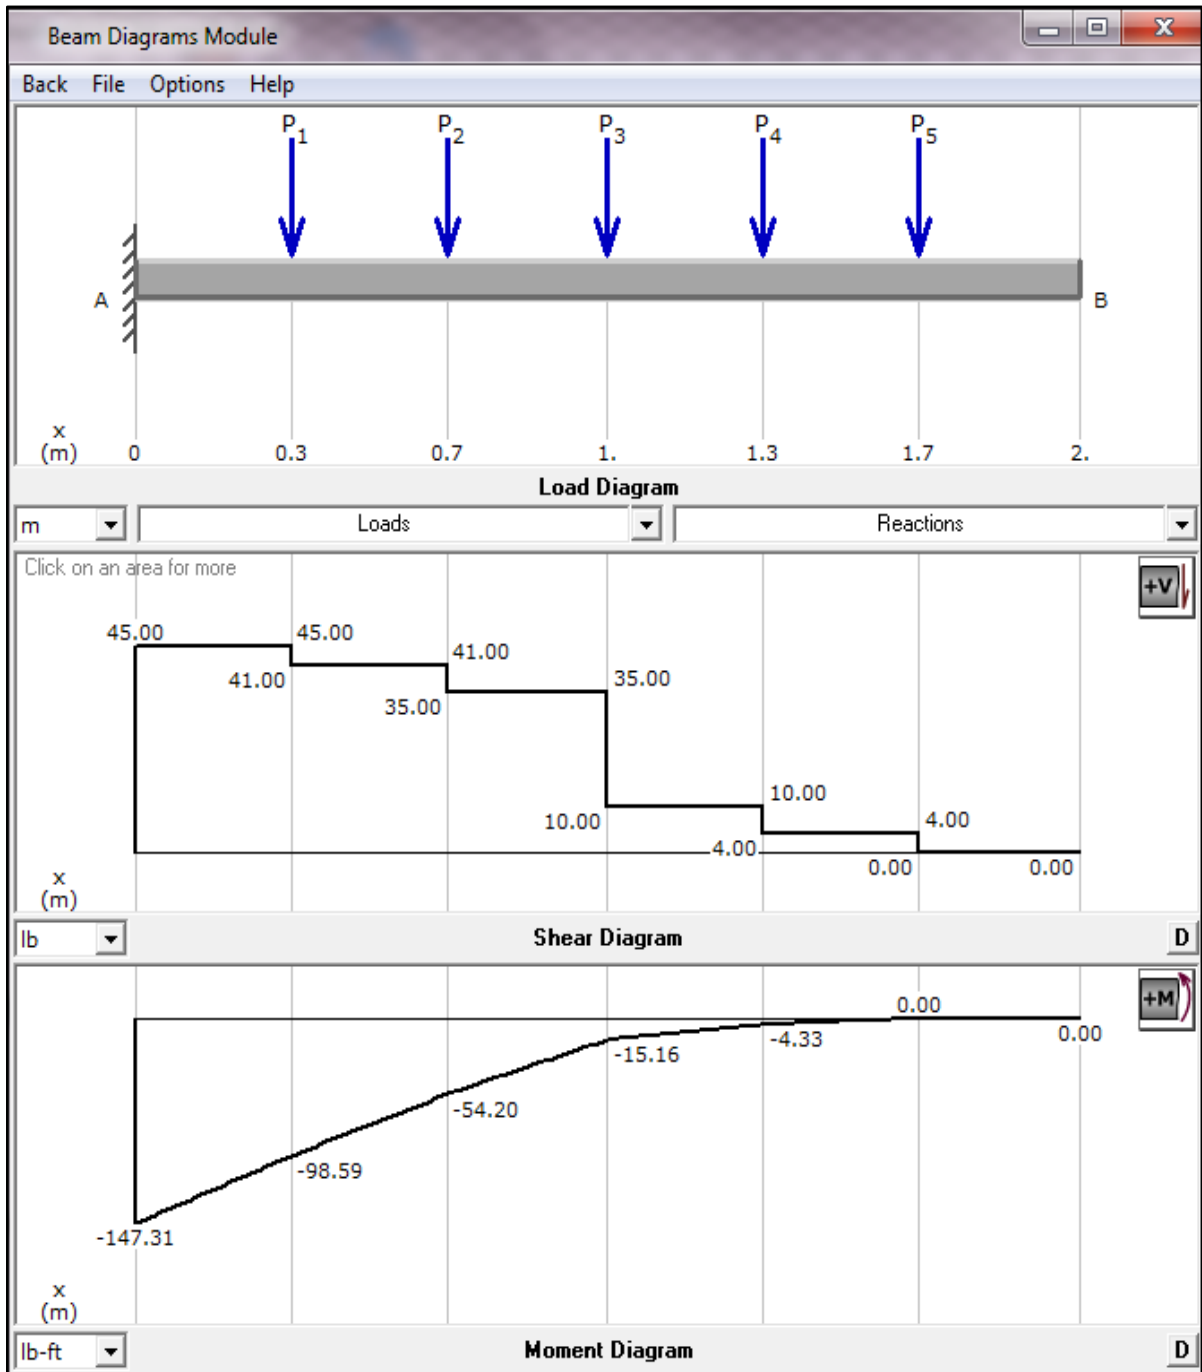 Beam Diagrams Module
Back File Options Help
P1 P2 P3 P4 P5
A B
x
(m) 0 0.3 0.7 1. 1.3 1.7 2.
Load Diagram
m Loads Reactions
Click on an area for more
+V
45.00 45.00
41.00
41.00
35.00
35.00
10.00
10.00
4.00
4.00
0.00 0.00
x
(m)
lb Shear Diagram D
+M
0.00
0.00
-4.33
-15.16
-54.20
-98.59
-147.31
x
(m)
lb-ft Moment Diagram D